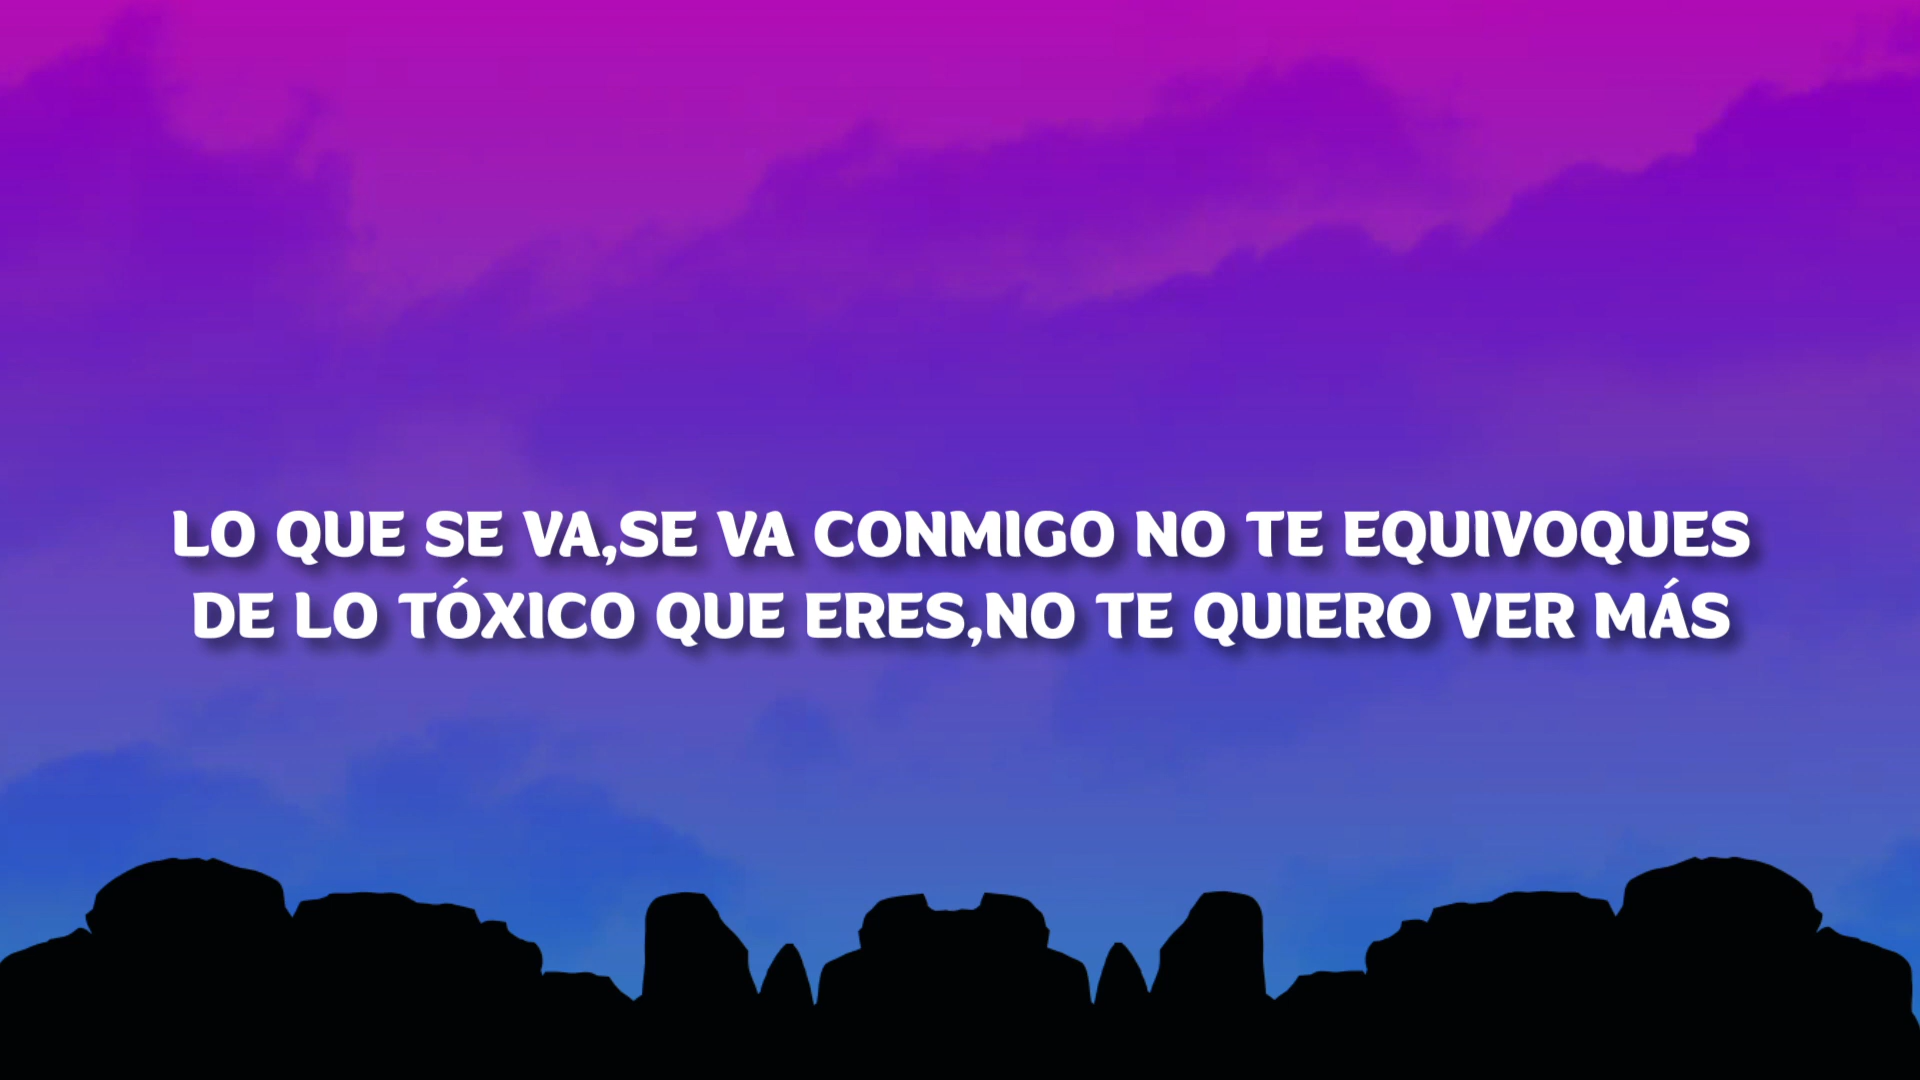 LO QUE SE VA,SE VA CONMIGO NO TE EQUIVOQUES
DE LO TÓXICO QUE ERES,NO TE QUIERO VER MÁS